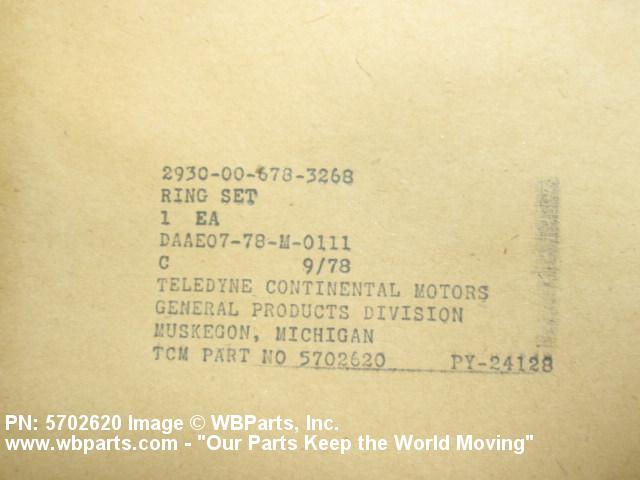 2930-00-678-3268
RING SET
1 EA
DAAE07-78-M-0111
C 9/78
TELEDYNE CONTINENTAL MOTORS
GENERAL PRODUCTS DIVISION
MUSKEGON, MICHIGAN
TCM PART NO 5702620 PY-24128
PN: 5702620 Image © WBParts, Inc.
www.wbparts.com - "Our Parts Keep the World Moving"